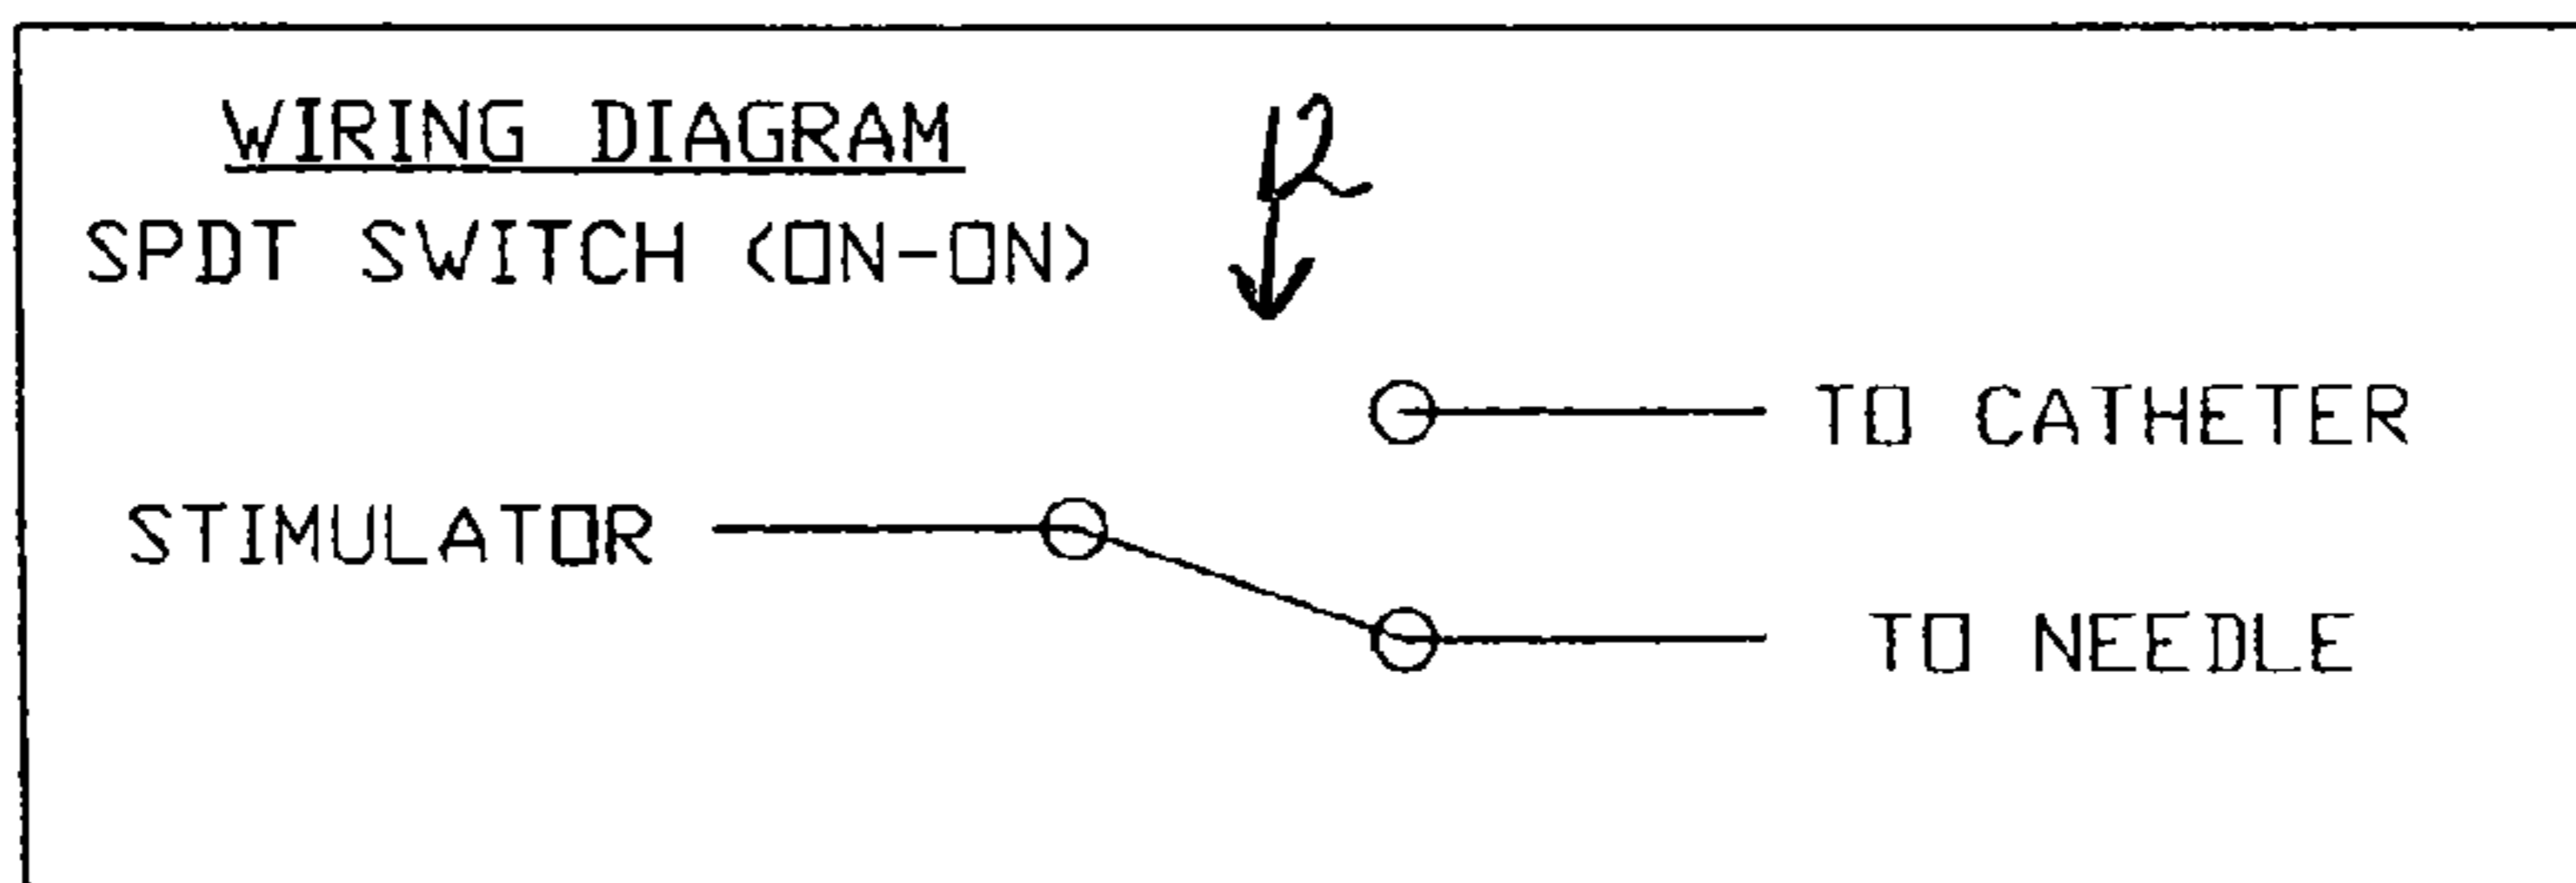 WIRING DIAGRAM
12
SPDT SWITCH (ON-ON)
TO CATHETER
STIMULATOR
TO NEEDLE